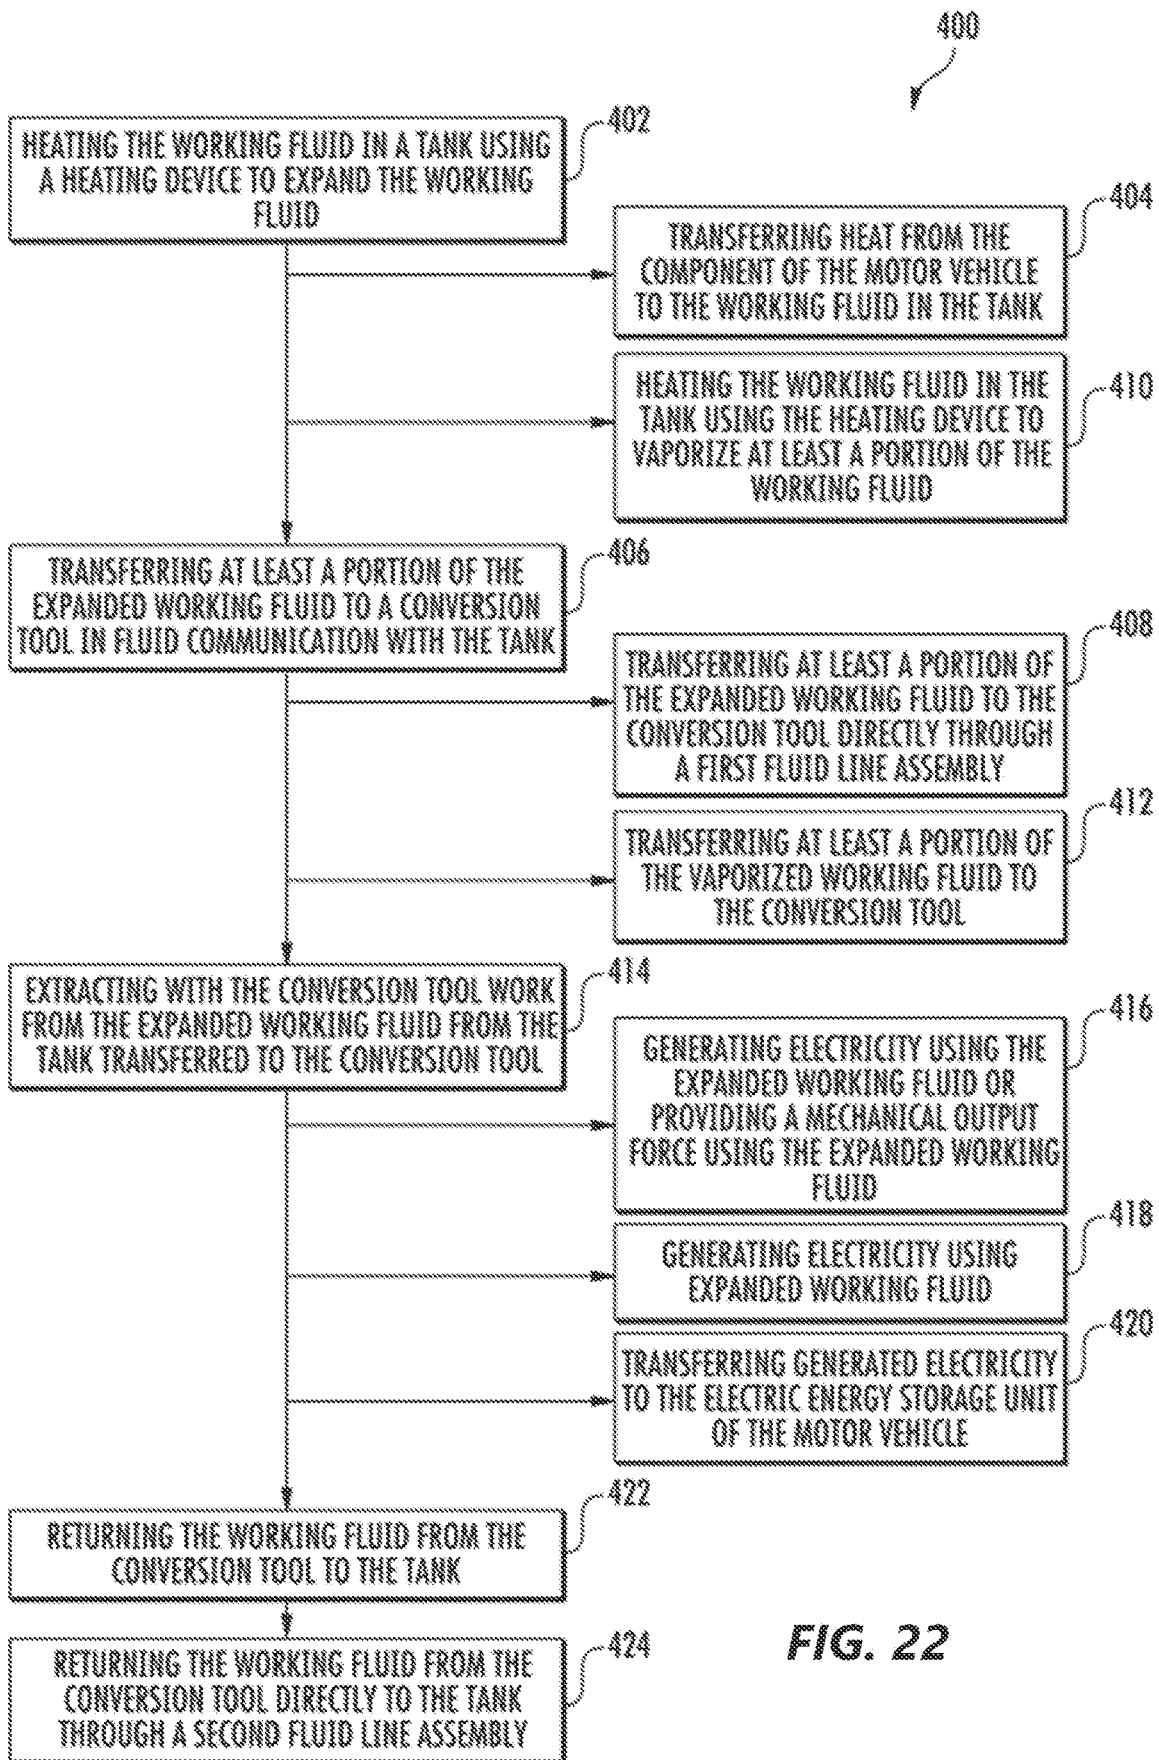 400
402
HEATING THE WORKING FLUID IN A TANK USING
A HEATING DEVICE TO EXPAND THE WORKING
FLUID
404
TRANSFERRING HEAT FROM THE
COMPONENT OF THE MOTOR VEHICLE
TO THE WORKING FLUID IN THE TANK
410
HEATING THE WORKING FLUID IN THE
TANK USING THE HEATING DEVICE TO
VAPORIZE AT LEAST A PORTION OF THE
WORKING FLUID
406
TRANSFERRING AT LEAST A PORTION OF THE
EXPANDED WORKING FLUID TO A CONVERSION
TOOL IN FLUID COMMUNICATION WITH THE TANK
408
TRANSFERRING AT LEAST A PORTION OF
THE EXPANDED WORKING FLUID TO THE
CONVERSION TOOL DIRECTLY THROUGH
A FIRST FLUID LINE ASSEMBLY
412
TRANSFERRING AT LEAST A PORTION OF
THE VAPORIZED WORKING FLUID TO
THE CONVERSION TOOL
414
EXTRACTING WITH THE CONVERSION TOOL WORK
FROM THE EXPANDED WORKING FLUID FROM THE
TANK TRANSFERRED TO THE CONVERSION TOOL
416
GENERATING ELECTRICITY USING THE
EXPANDED WORKING FLUID OR
PROVIDING A MECHANICAL OUTPUT
FORCE USING THE EXPANDED WORKING
FLUID
418
GENERATING ELECTRICITY USING
EXPANDED WORKING FLUID
420
TRANSFERRING GENERATED ELECTRICITY
TO THE ELECTRIC ENERGY STORAGE UNIT
OF THE MOTOR VEHICLE
422
RETURNING THE WORKING FLUID FROM THE
CONVERSION TOOL TO THE TANK
424
RETURNING THE WORKING FLUID FROM THE
CONVERSION TOOL DIRECTLY TO THE TANK
THROUGH A SECOND FLUID LINE ASSEMBLY
FIG. 22